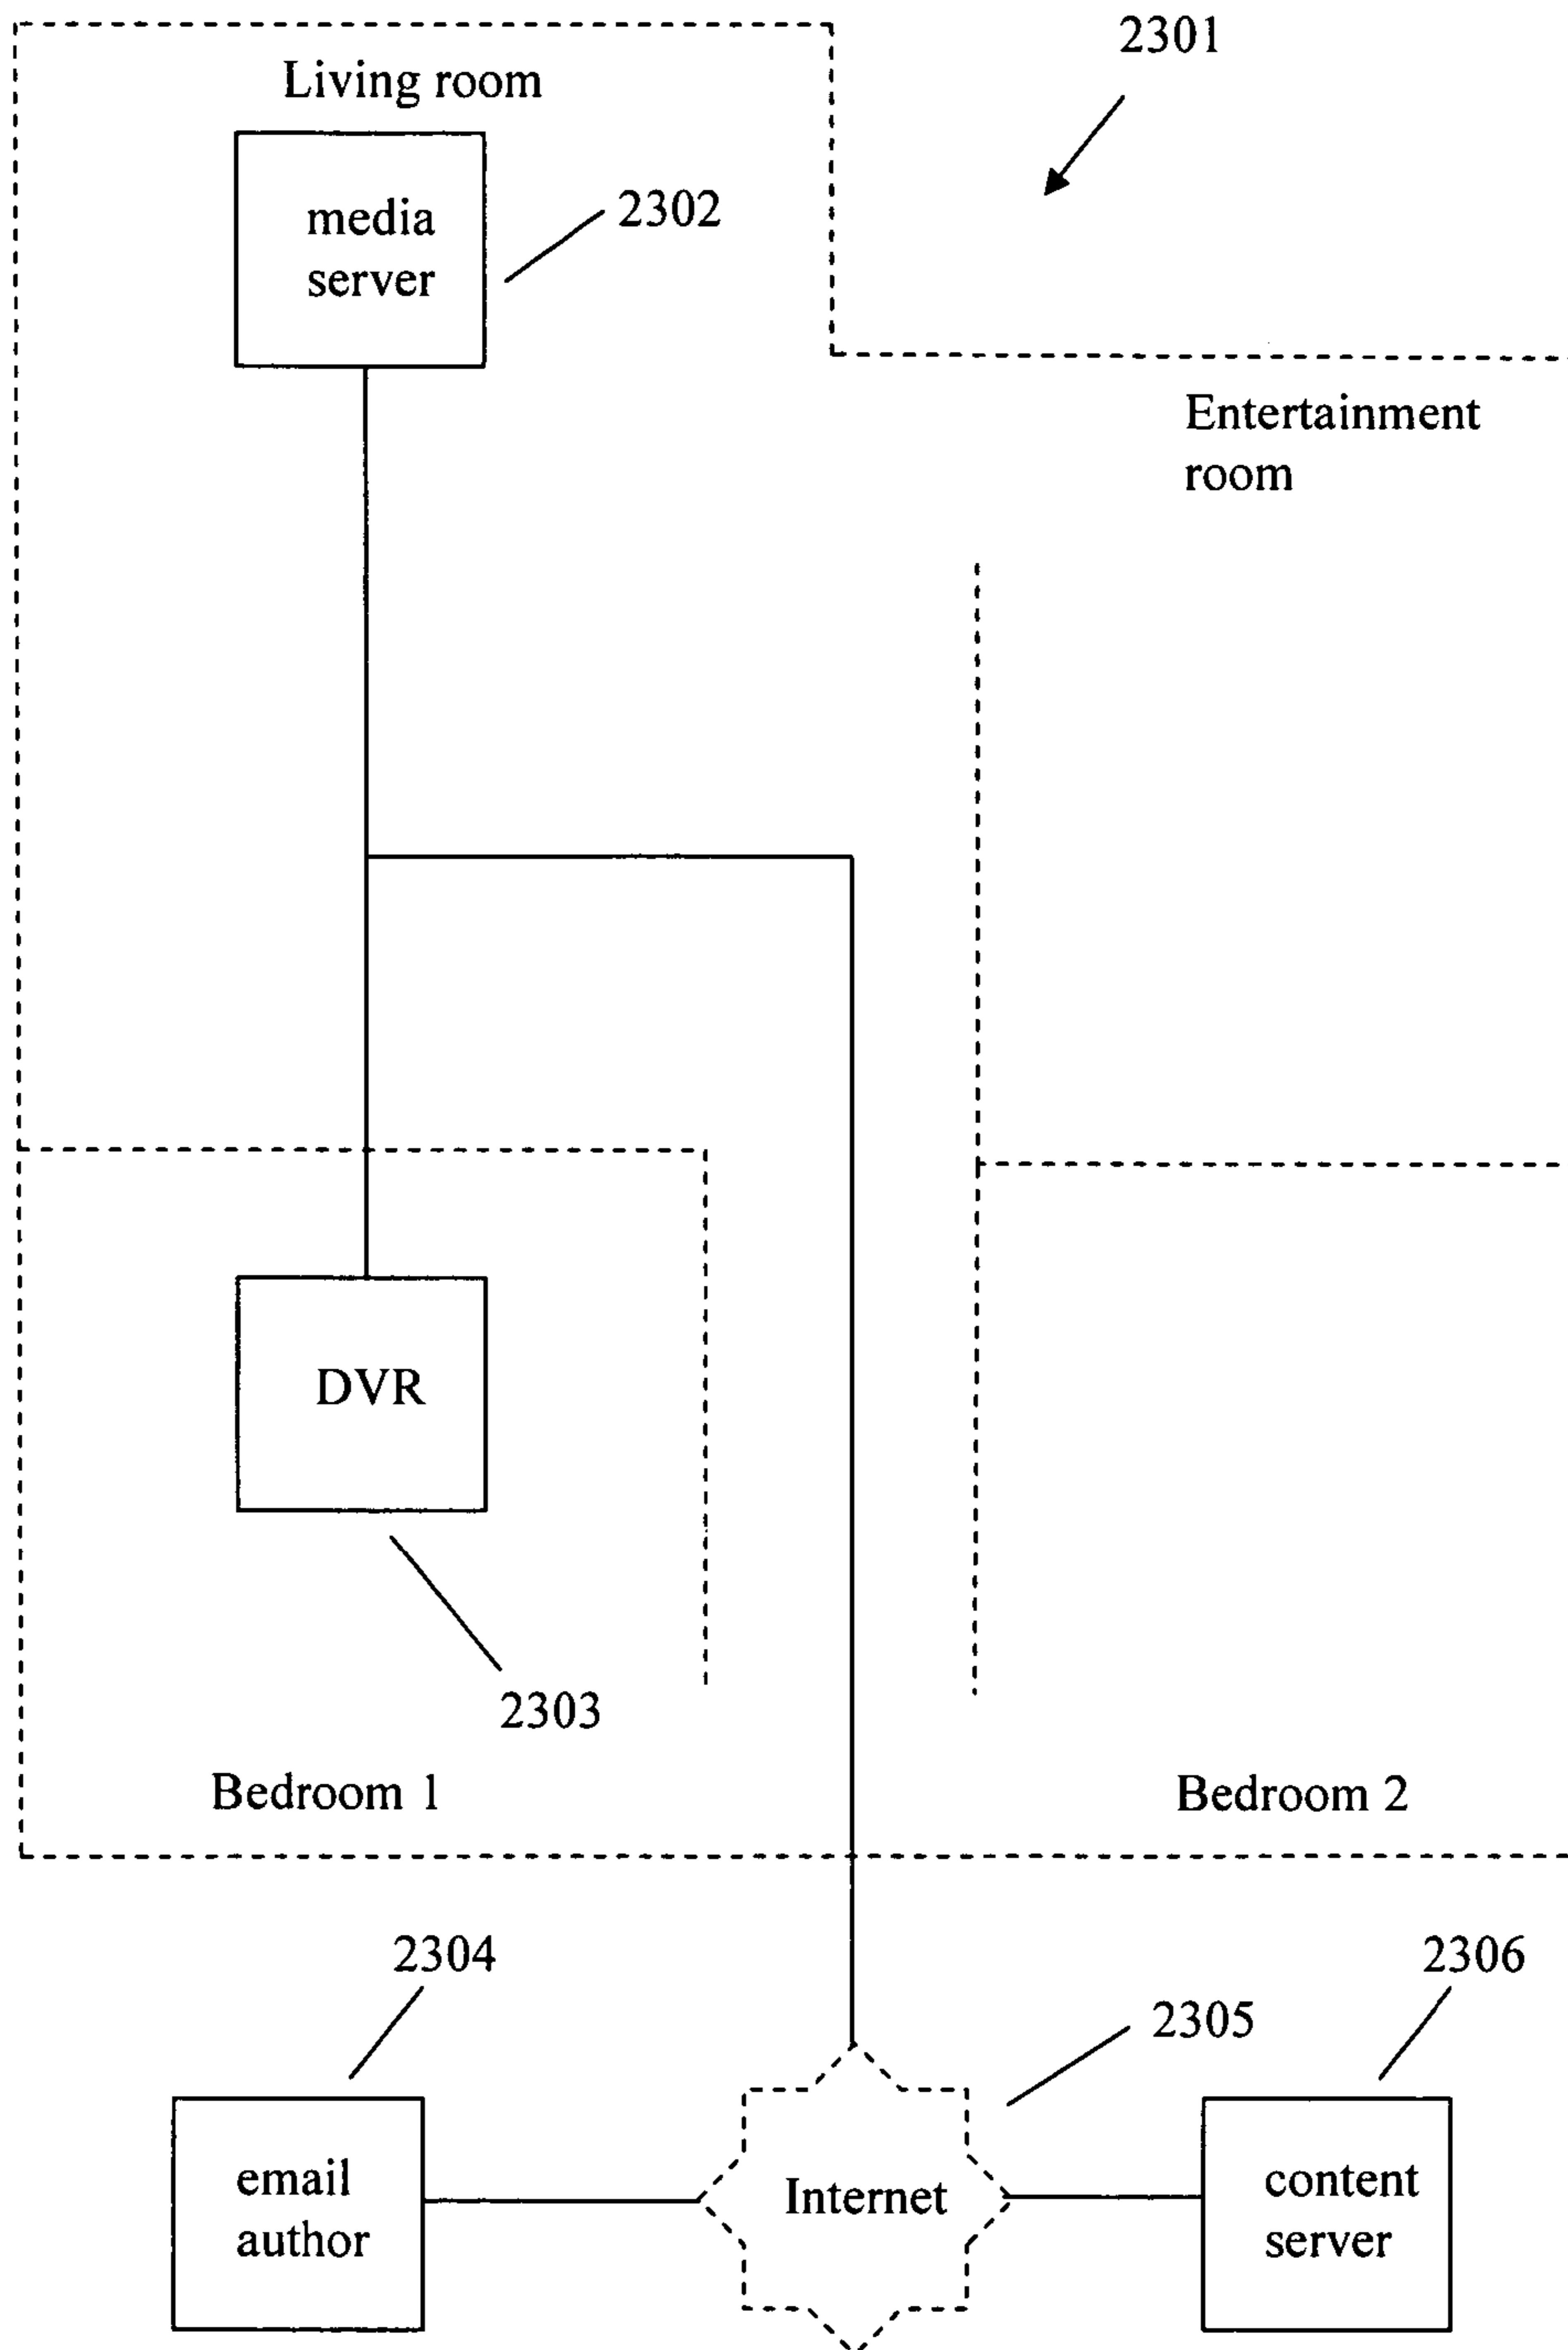 2301
Living room
media
server
2302
Entertainment
room
DVR
2303
Bedroom 1
Bedroom 2
2304
2306
2305
email
author
Internet
content
server